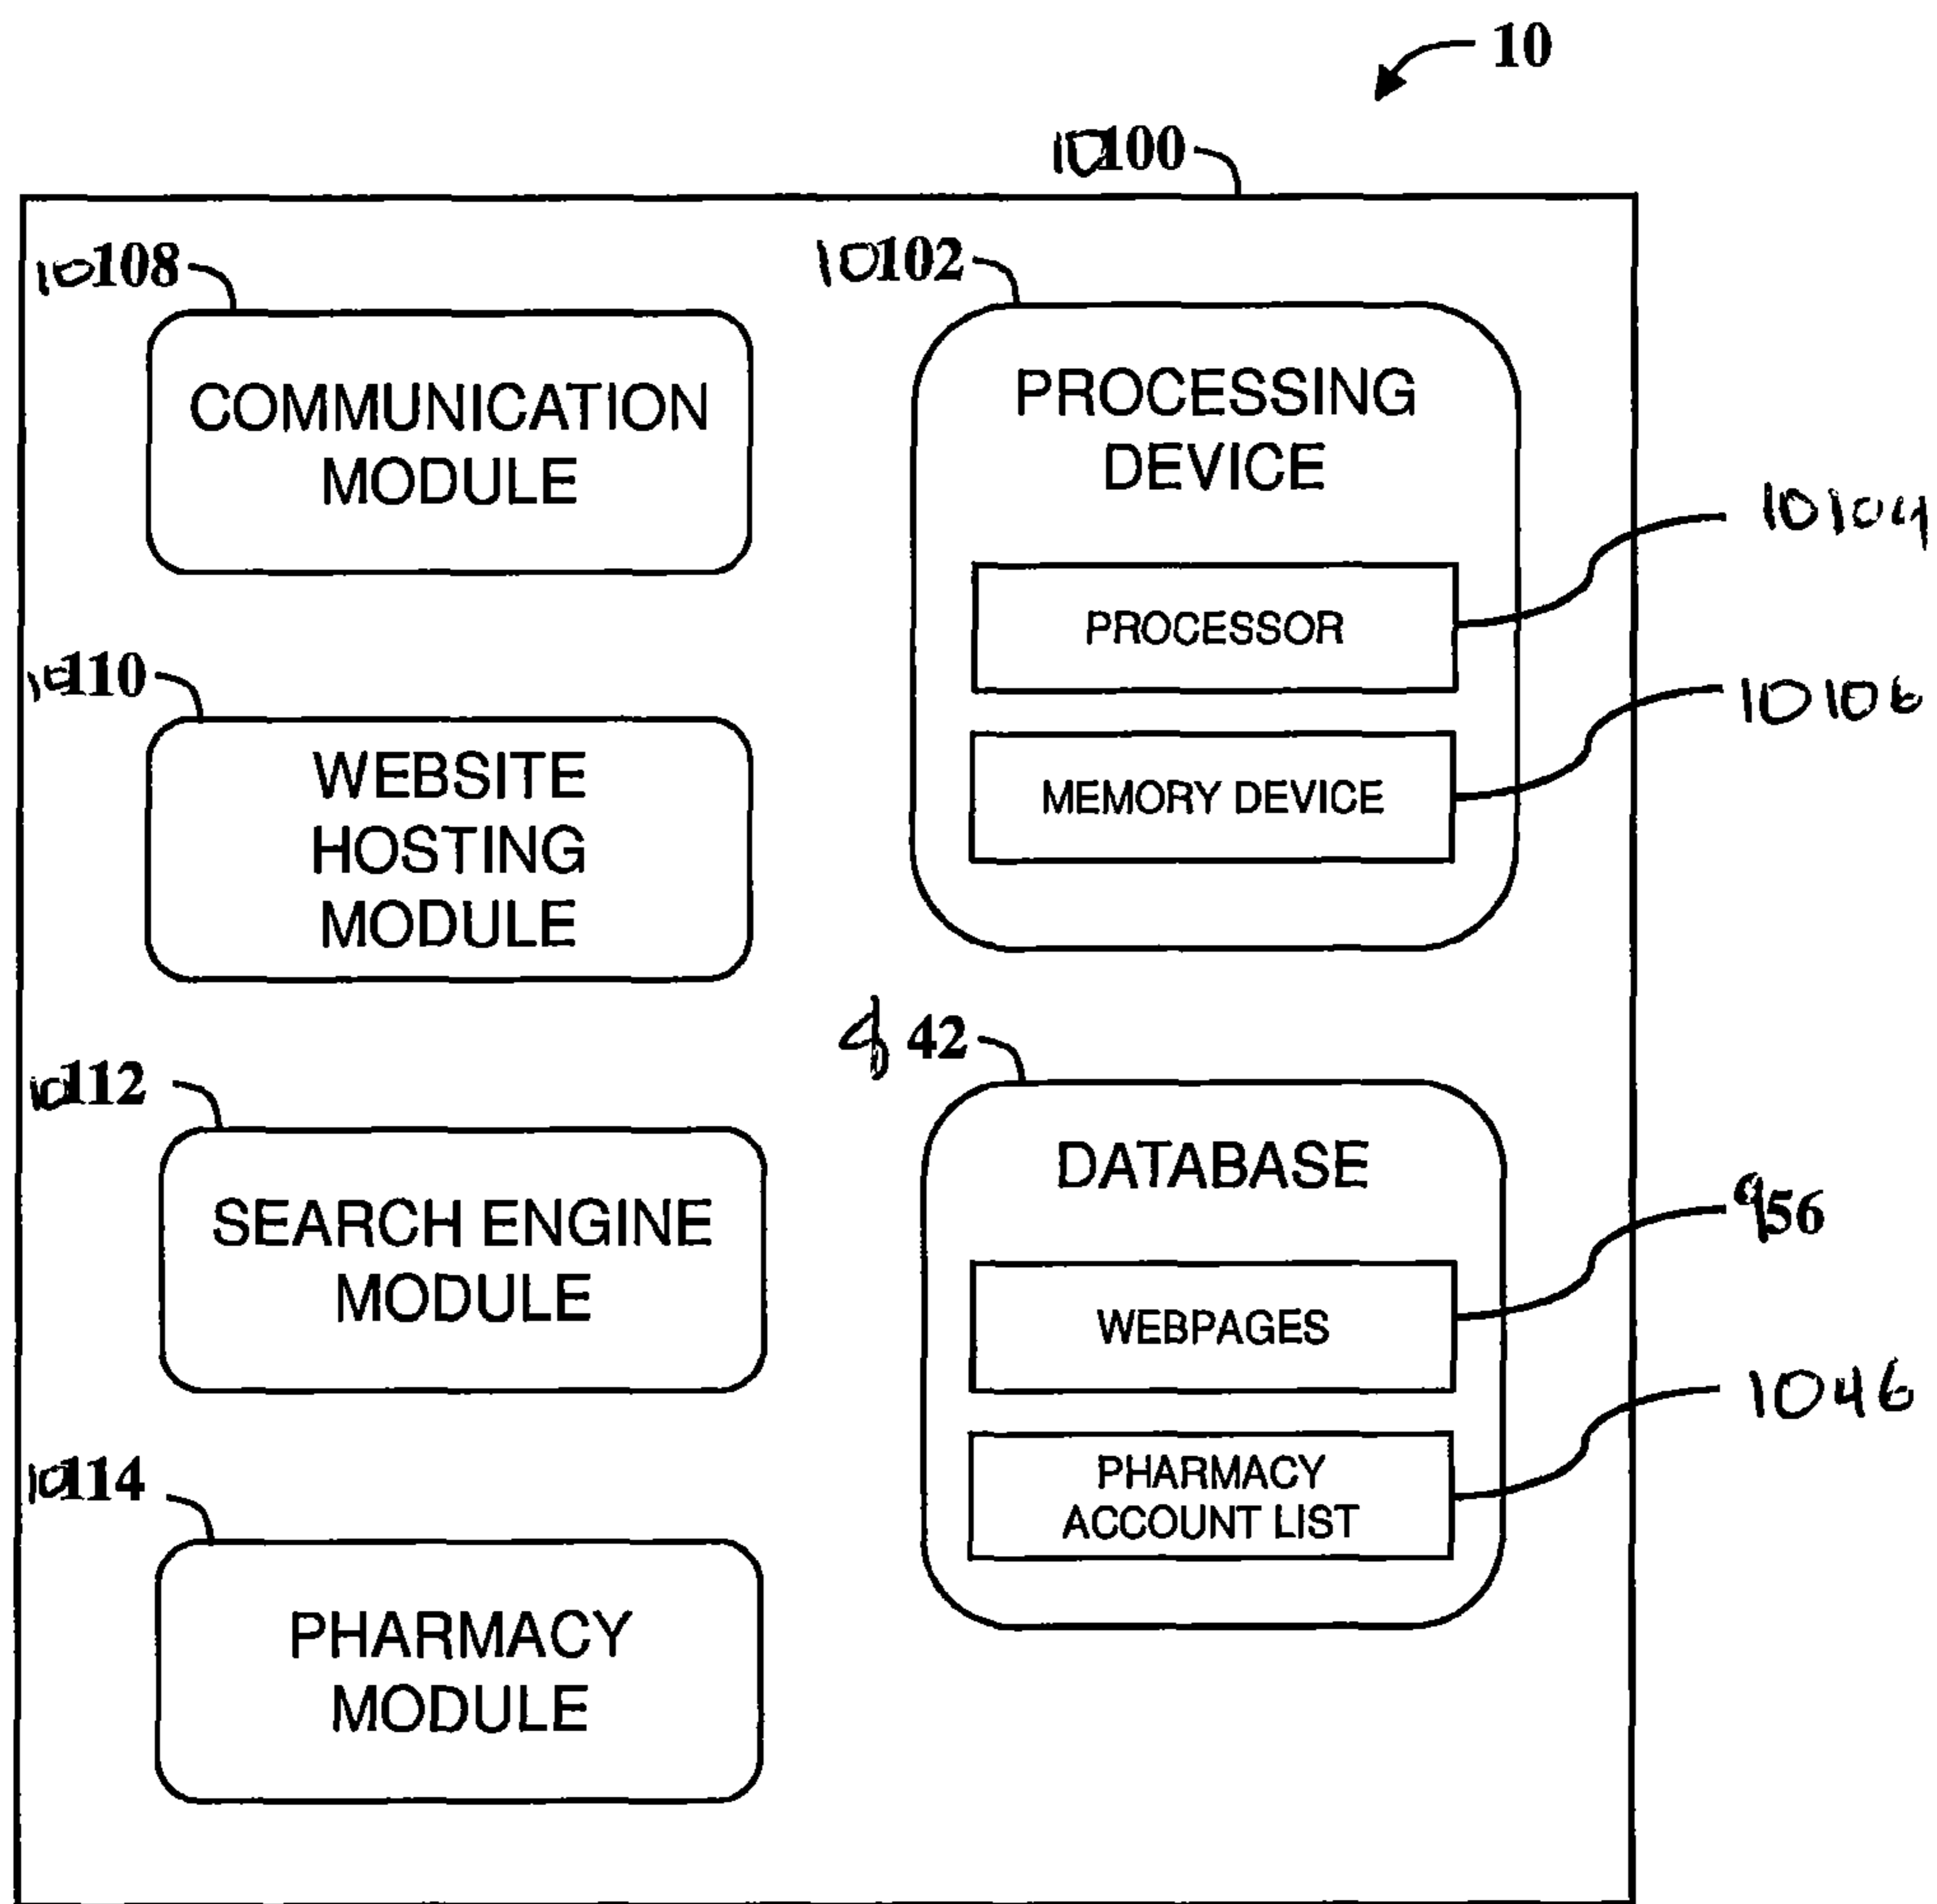 10
10100
10108
COMMUNICATION
MODULE
10102
PROCESSING
DEVICE
PROCESSOR
10104
MEMORY DEVICE
10106
10110
WEBSITE
HOSTING
MODULE
10112
SEARCH ENGINE
MODULE
42
DATABASE
WEBPAGES
956
PHARMACY
ACCOUNT LIST
1046
10114
PHARMACY
MODULE